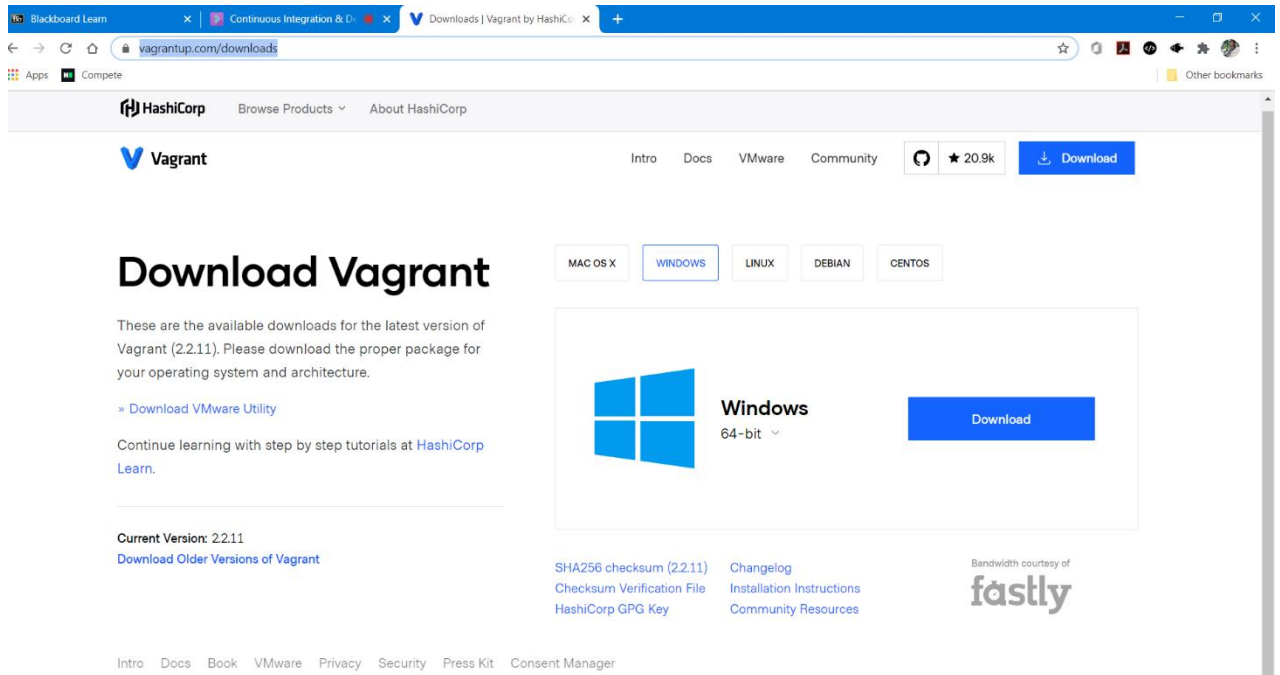 Blackboard Learn
Continuous Integration & De
Downloads | Vagrant by HashiCo
vagrantup.com/downloads
Apps
Compete
Other bookmarks
HashiCorp Browse Products About HashiCorp
Vagrant
Intro Docs VMware Community 20.9k Download
Download Vagrant
These are the available downloads for the latest version of
Vagrant (2.2.11). Please download the proper package for
your operating system and architecture.
» Download VMware Utility
Continue learning with step by step tutorials at HashiCorp
Learn.
Current Version: 2.2.11
Download Older Versions of Vagrant
MAC OS X WINDOWS LINUX DEBIAN CENTOS
Windows
64-bit
Download
SHA256 checksum (2.2.11)
Checksum Verification File
HashiCorp GPG Key
Changelog
Installation Instructions
Community Resources
Bandwidth courtesy of
fastly
Intro Docs Book VMware Privacy Security Press Kit Consent Manager